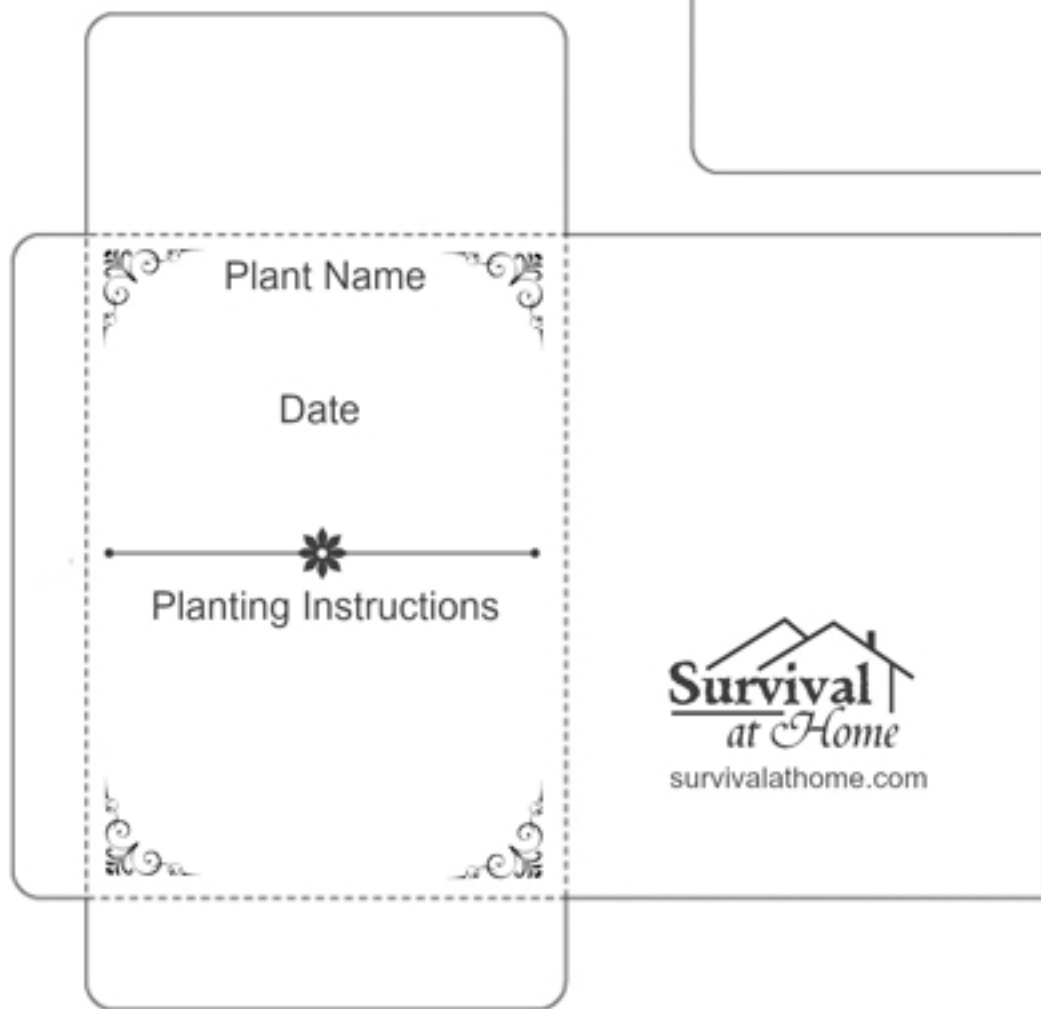 Plant Name
Date
Planting Instructions
Survival
at Home
survivalathome.com